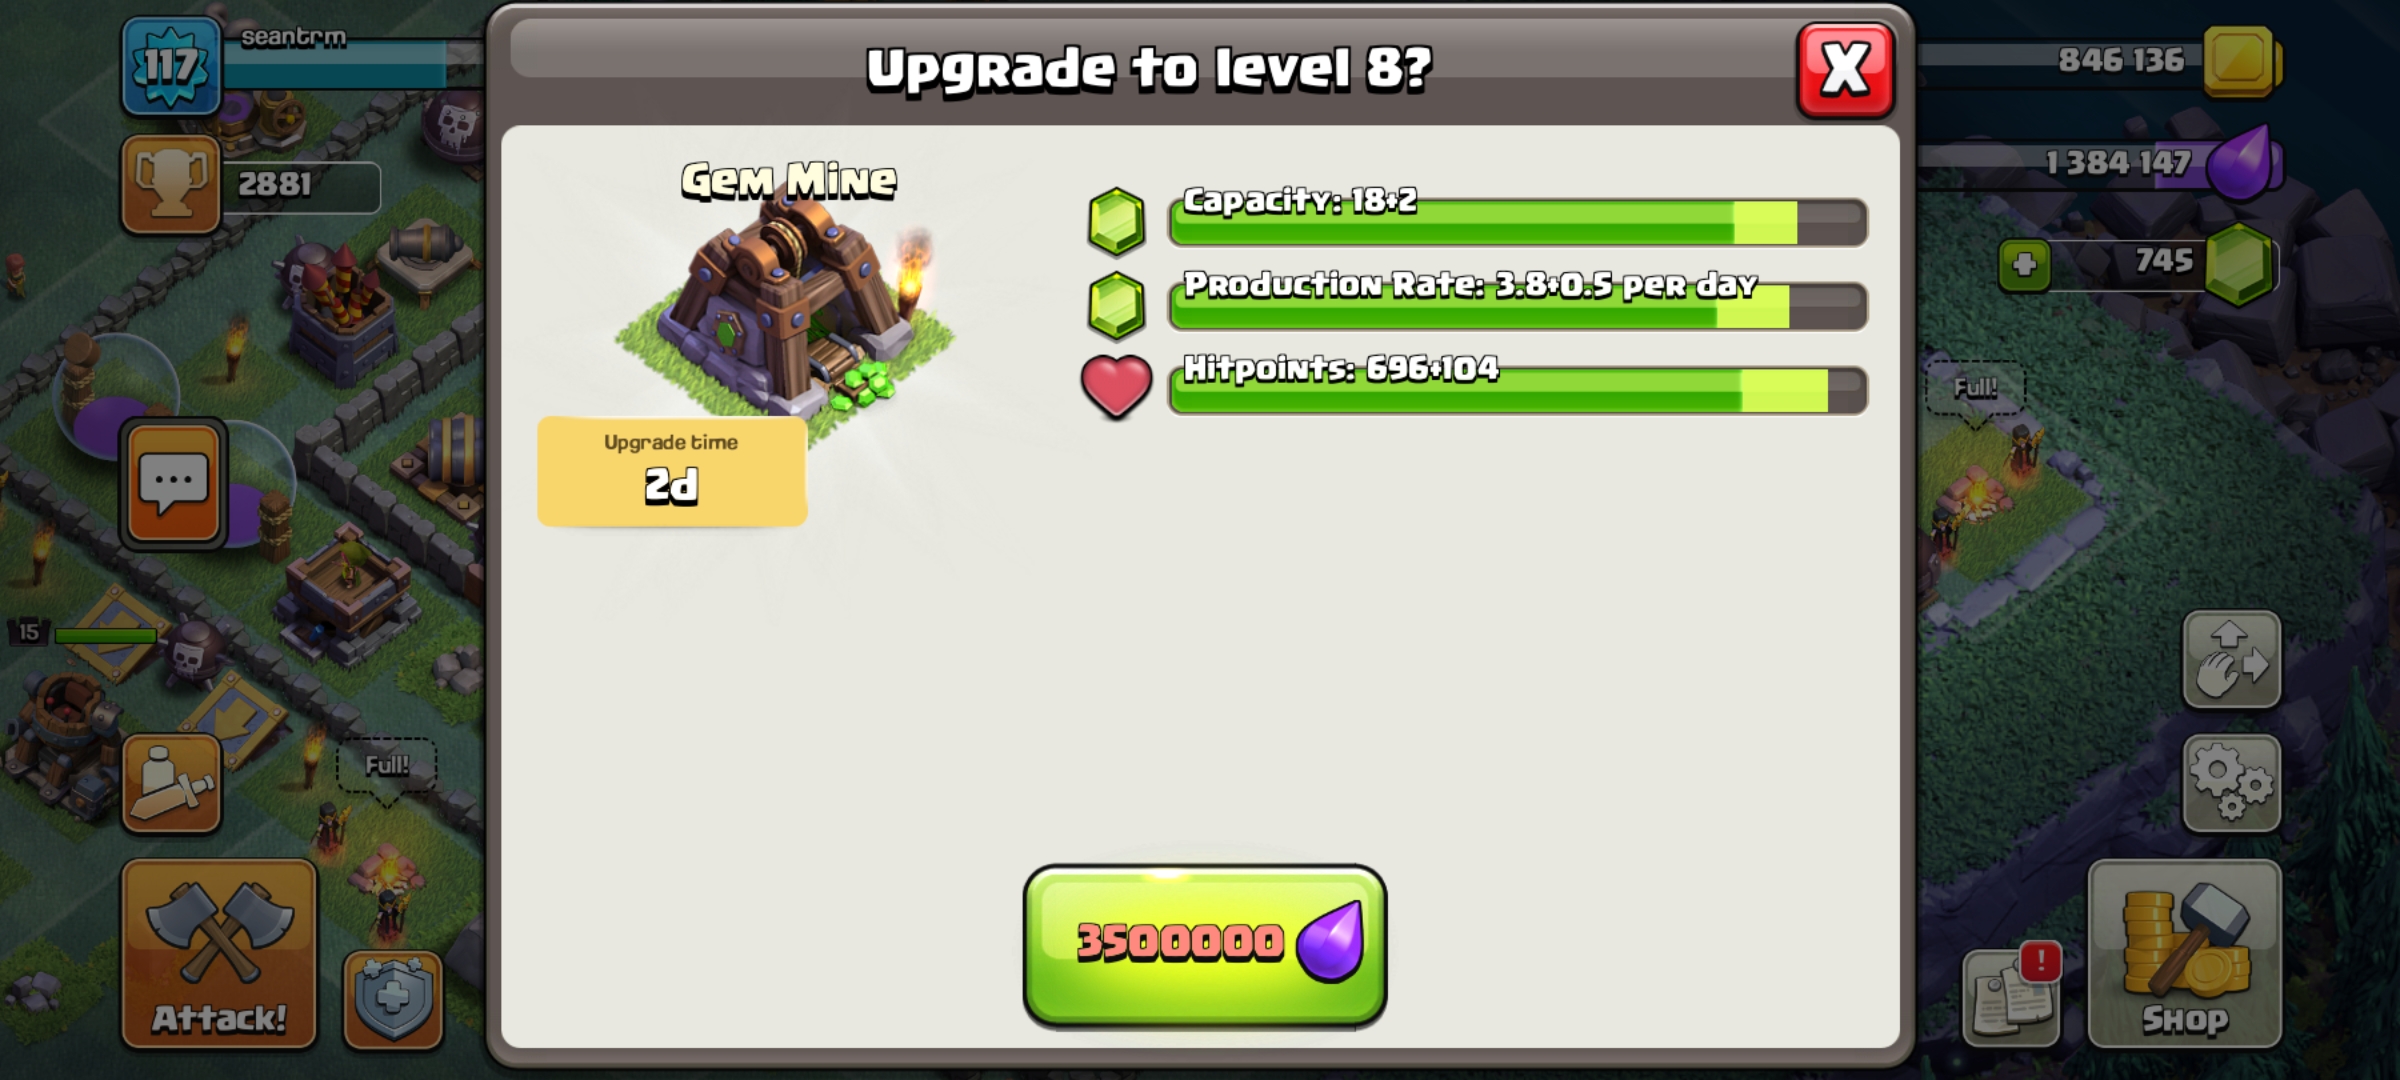 117
seantrm
2881
Upgrade to level 8?
X
846 136
1 384 147
745
Gem Mine
Capacity: 18+2
Production Rate: 3.8+0.5 per day
Hitpoints: 696+104
Upgrade time
2d
Full!
15
Full!
3500000
Attack!
!
Shop